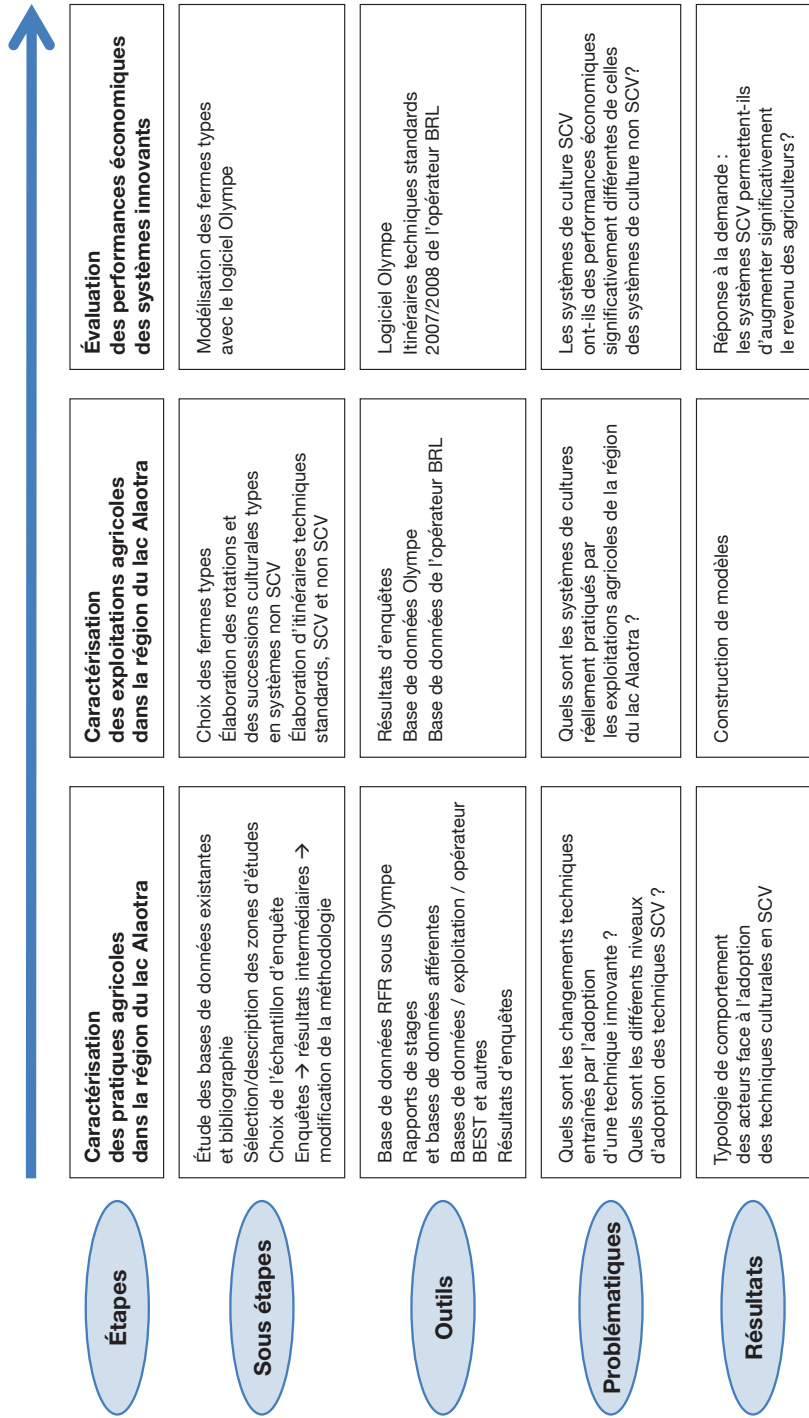 Étapes
Caractérisation
des pratiques agricoles
dans la région du lac Alaotra
Caractérisation
des exploitations agricoles
dans la région du lac Alaotra
Évaluation
des performances économiques
des systèmes innovants
Sous étapes
Étude des bases de données existantes
et bibliographie
Sélection/description des zones d'études
Choix de l'échantillon d'enquête
Enquêtes → résultats intermédiaires →
modification de la méthodologie
Choix des fermes types
Élaboration des rotations et
des successions culturales types
en systèmes non SCV
Élaboration d'itinéraires techniques
standards, SCV et non SCV
Modélisation des fermes types
avec le logiciel Olympe
Outils
Base de données RFR sous Olympe
Rapports de stages
et bases de données afférentes
Bases de données / exploitation / opérateur
BEST et autres
Résultats d'enquêtes
Résultats d'enquêtes
Base de données Olympe
Base de données de l'opérateur BRL
Logiciel Olympe
Itinéraires techniques standards
2007/2008 de l'opérateur BRL
Problématiques
Quels sont les changements techniques
entraînés par l'adoption
d'une technique innovante ?
Quels sont les différents niveaux
d'adoption des techniques SCV ?
Quels sont les systèmes de cultures
réellement pratiqués par
les exploitations agricoles de la région
du lac Alaotra ?
Les systèmes de culture SCV
ont-ils des performances économiques
significativement différentes de celles
des systèmes de culture non SCV?
Résultats
Typologie de comportement
des acteurs face à l'adoption
des techniques culturales en SCV
Construction de modèles
Réponse à la demande :
les systèmes SCV permettent-ils
d'augmenter significativement
le revenu des agriculteurs?